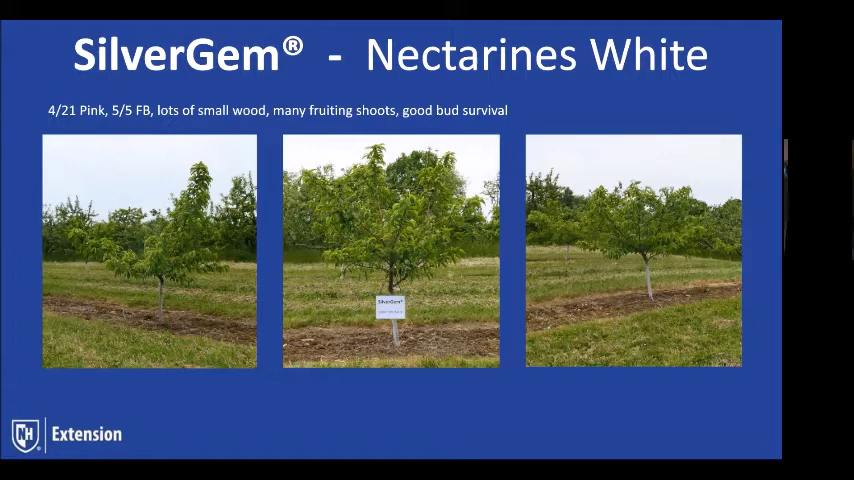 SilverGem® - Nectarines White
4/21 Pink, 5/5 FB, lots of small wood, many fruiting shoots, good bud survival
SilverGem®
NH Extension